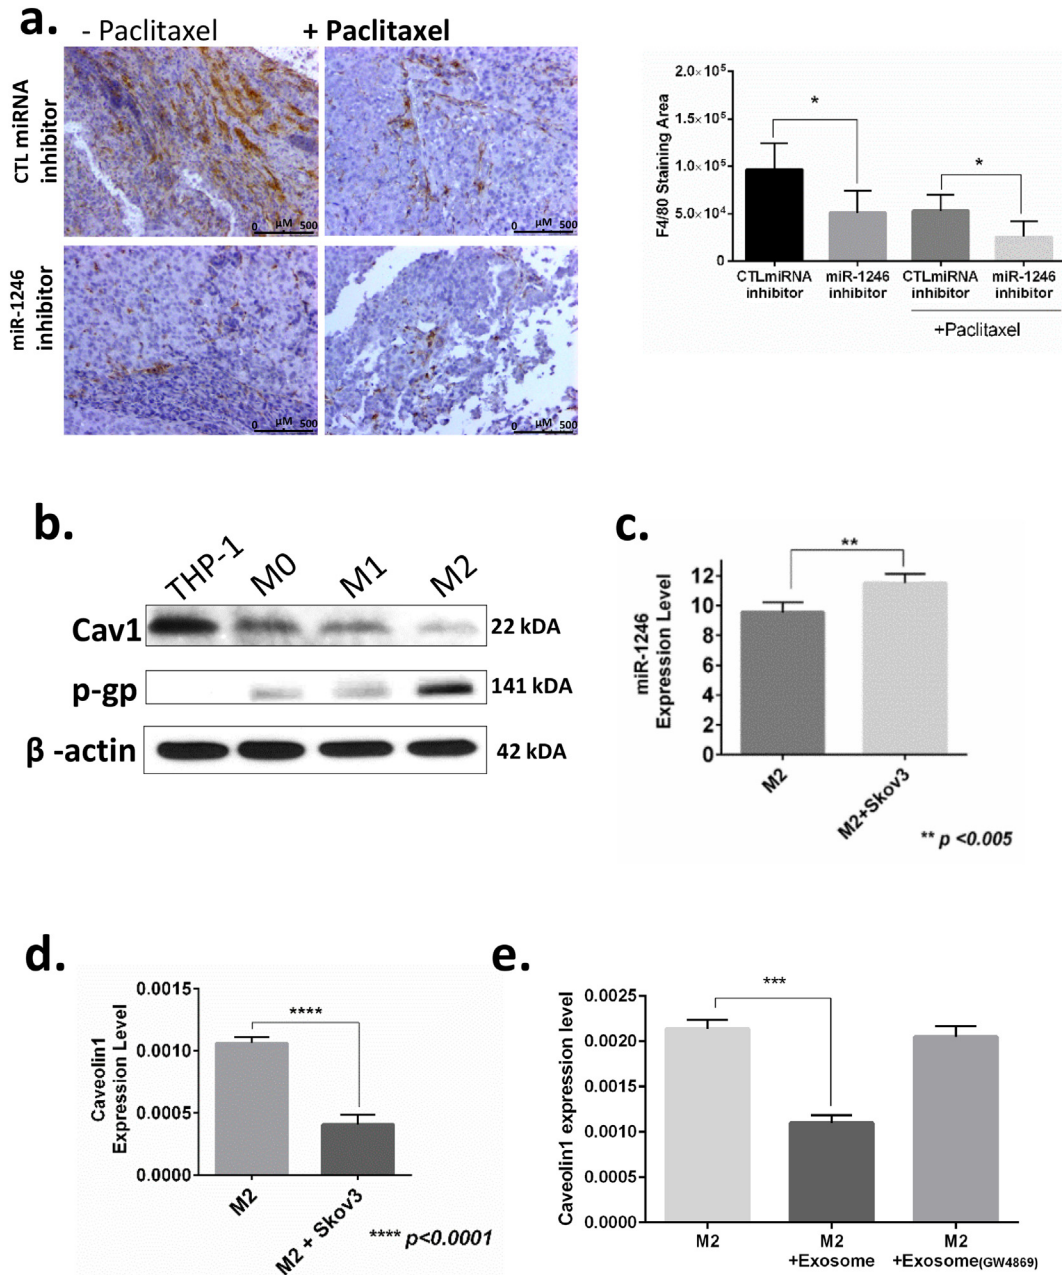 a.
- Paclitaxel
+ Paclitaxel
CTL miRNA
inhibitor
miR-1246
inhibitor
0 μM 500
0 μM 500
0 μM 500
0 μM 500
F4/80 Staining Area
2.0×10⁵
1.5×10⁵
1.0×10⁵
5.0×10⁴
0
*
*
CTLmiRNA
inhibitor
miR-1246
inhibitor
CTLmiRNA
inhibitor
miR-1246
inhibitor
+Paclitaxel
b.
THP-1 M0 M1 M2
Cav1 22 kDA
p-gp 141 kDA
β -actin 42 kDA
c.
miR-1246
Expression Level
12
10
8
6
4
2
0
**
M2
M2+Skov3
** p <0.005
d.
Caveolin1
Expression Level
0.0015
0.0010
0.0005
0.0000
****
M2
M2 + Skov3
**** p<0.0001
e.
Caveolin1 expression level
0.0025
0.0020
0.0015
0.0010
0.0005
0.0000
***
M2
M2
+Exosome
M2
+Exosome(GW4869)